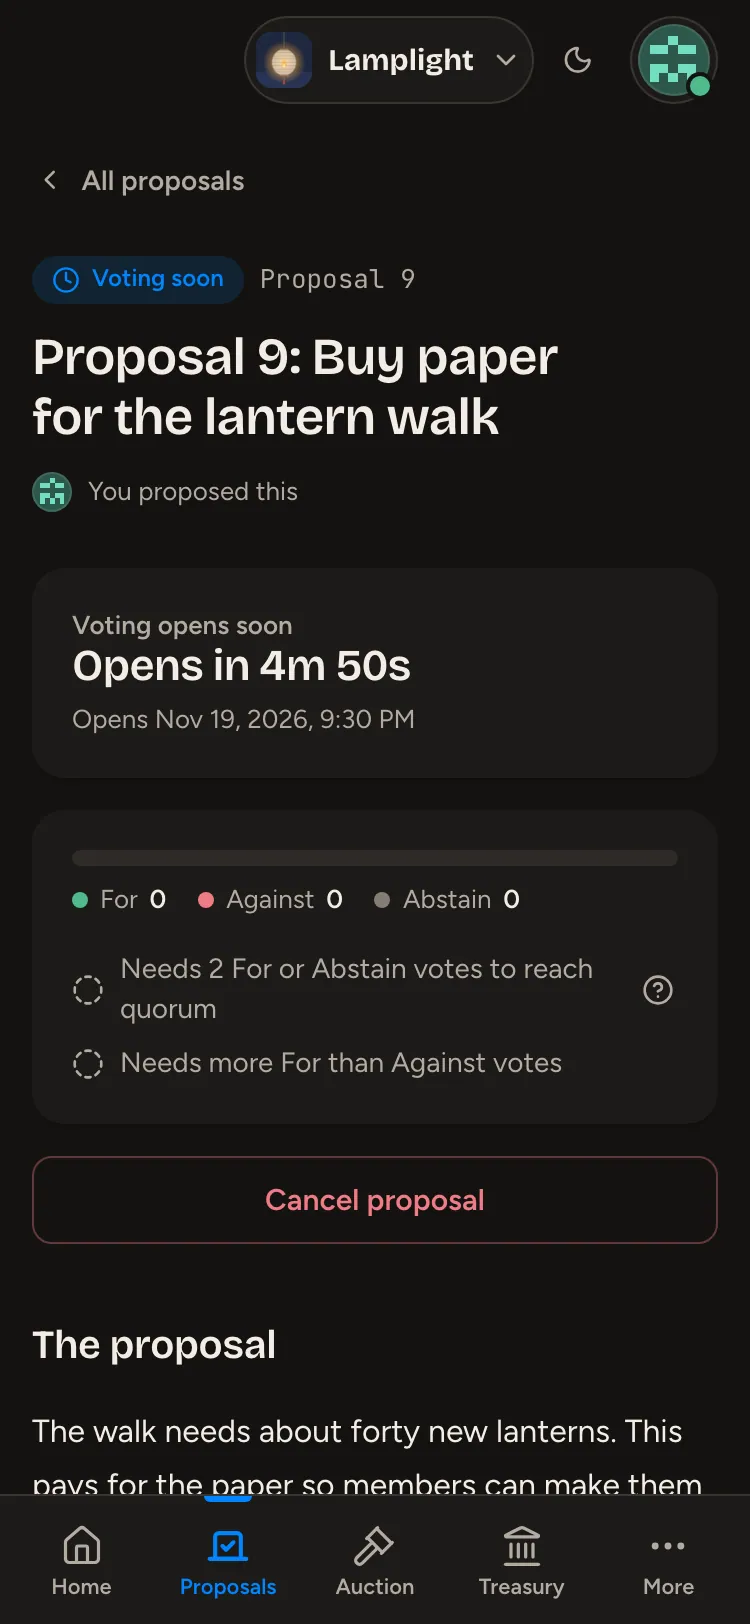 Lamplight
All proposals
Voting soon
Proposal 9
Proposal 9: Buy paper
for the lantern walk
You proposed this
Voting opens soon
Opens in 4m 50s
Opens Nov 19, 2026, 9:30 PM
For 0 Against 0 Abstain 0
Needs 2 For or Abstain votes to reach
quorum
Needs more For than Against votes
Cancel proposal
The proposal
The walk needs about forty new lanterns. This
pays for the paper so members can make them
Home Proposals Auction Treasury More